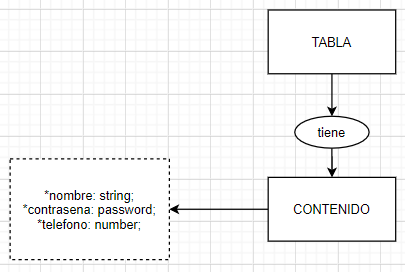 TABLA
tiene
CONTENIDO
*nombre: string;
*contrasena: password;
*telefono: number;